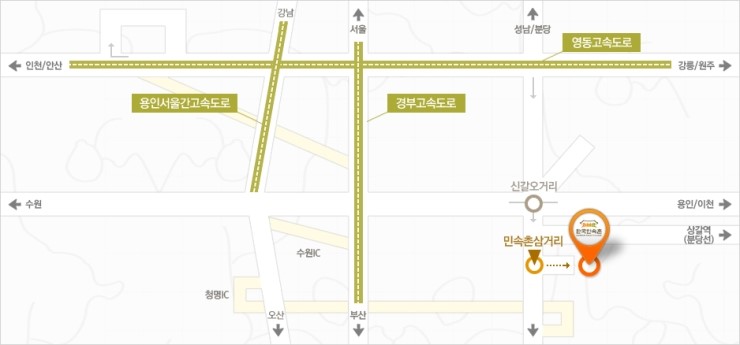 강남
서울
성남/분당
영동고속도로
인천/안산
강릉/원주
용인서울간고속도로
경부고속도로
신갈오거리
수원
용인/이천
한국민속촌
상갈역
(분당선)
민속촌삼거리
수원IC
청명IC
오산
부산